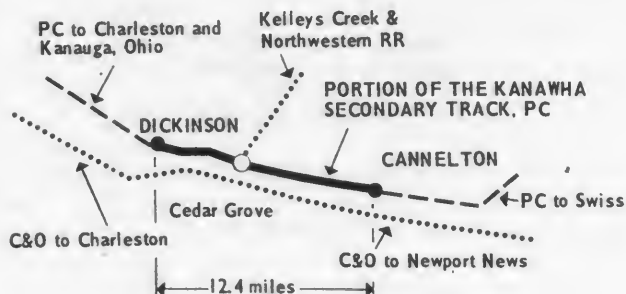 PC to Charleston and
Kanauga, Ohio
Kelleys Creek &
Northwestern RR
PORTION OF THE KANAWHA
SECONDARY TRACK, PC
DICKINSON
CANNELTON
PC to Swiss
Cedar Grove
C&O to Charleston
C&O to Newport News
12.4 miles